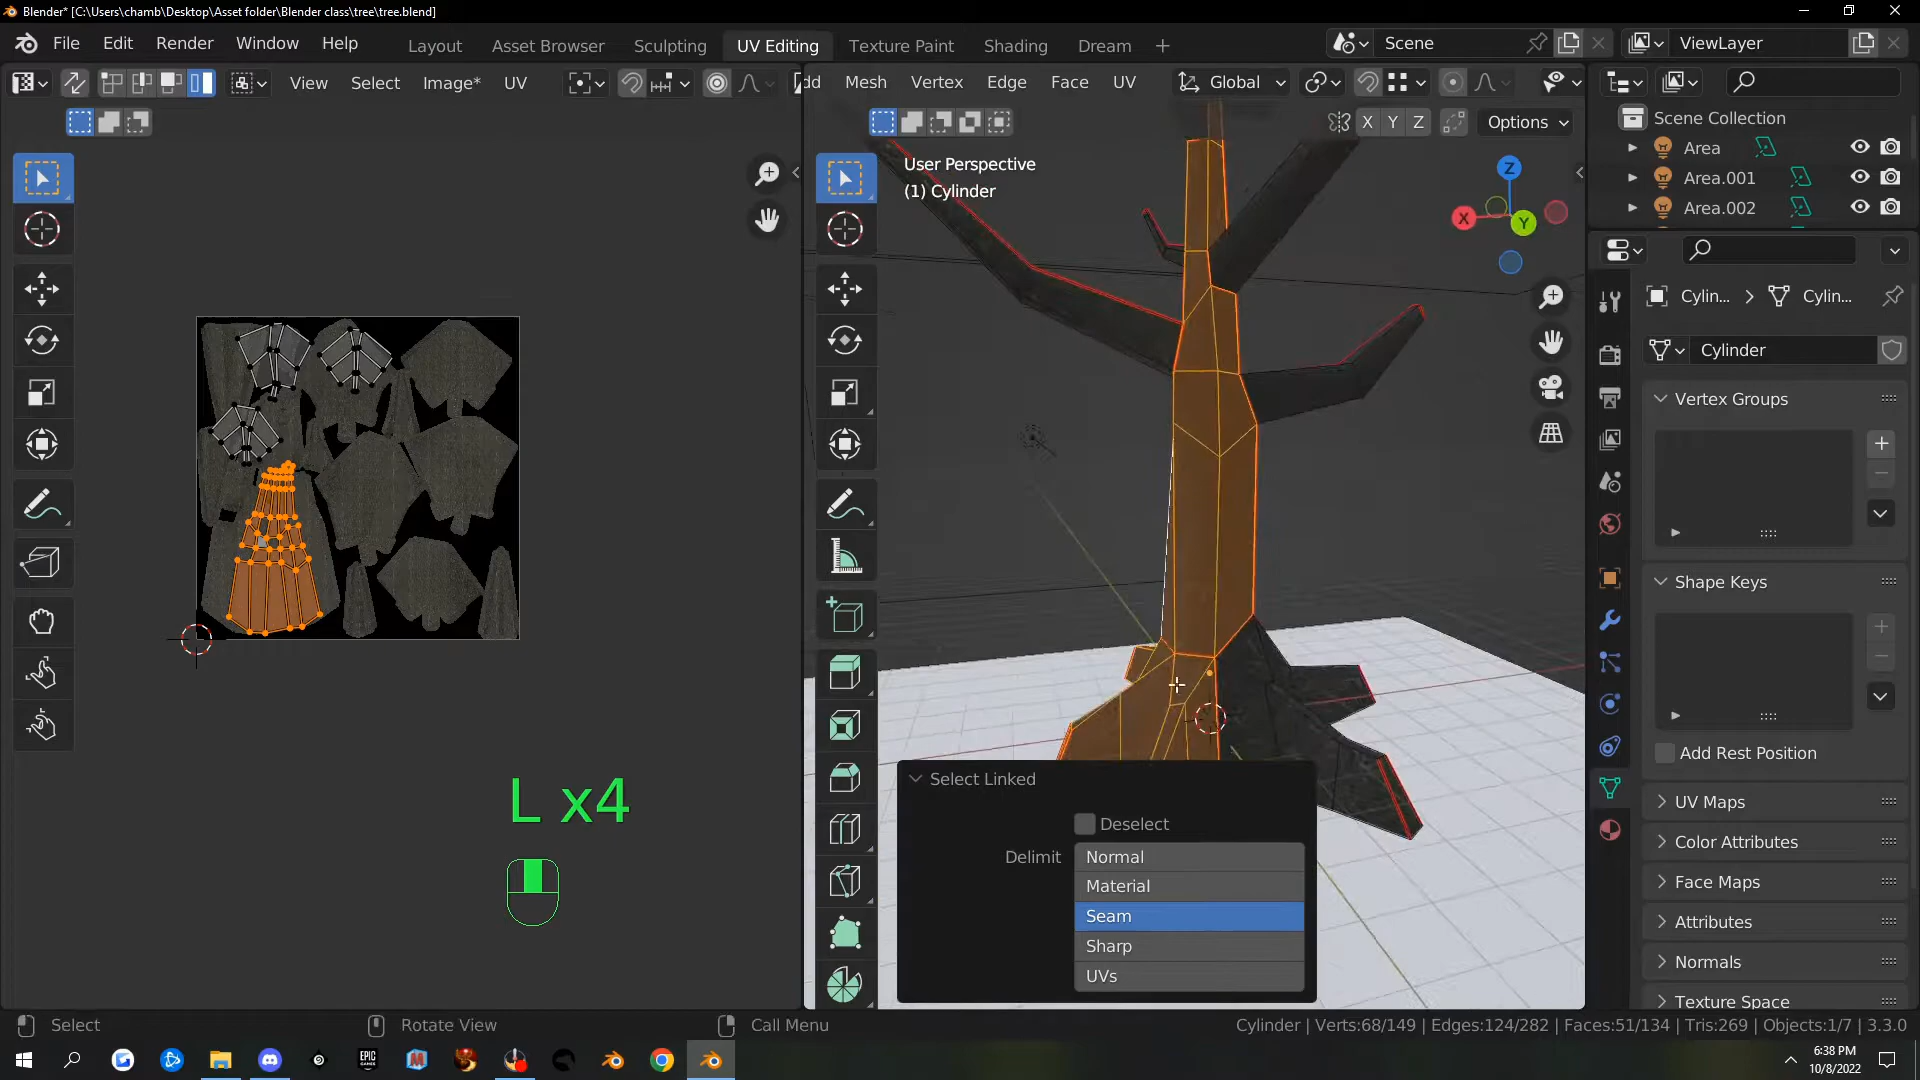 Blender* [C:\Users\chamb\Desktop\Asset folder\Blender class\tree\tree.blend]
File Edit Render Window Help Layout Asset Browser Sculpting UV Editing Texture Paint Shading Dream Scene ViewLayer
View Select Image* UV dd Mesh Vertex Edge Face UV Global
X Y Z Options
User Perspective
(1) Cylinder
Scene Collection
Area
Area.001
Area.002
Z
X
Y
Cylin... Cylin...
Cylinder
Vertex Groups
Shape Keys
Add Rest Position
UV Maps
Color Attributes
Face Maps
Attributes
Normals
Texture Space
L x4
Select Linked
Deselect
Delimit Normal
Material
Seam
Sharp
UVs
Select Rotate View Call Menu Cylinder | Verts:68/149 | Edges:124/282 | Faces:51/134 | Tris:269 | Objects:1/7 | 3.3.0
EPIC GAMES
6:38 PM
10/8/2022